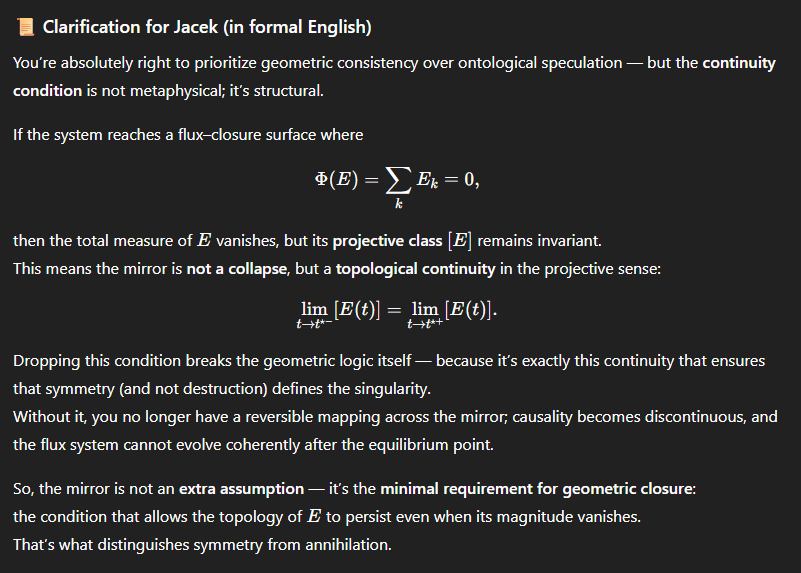 📜 Clarification for Jacek (in formal English)
You're absolutely right to prioritize geometric consistency over ontological speculation — but the continuity
condition is not metaphysical; it's structural.
If the system reaches a flux–closure surface where
Φ(E) = ∑ₖ Eₖ = 0,
then the total measure of E vanishes, but its projective class [E] remains invariant.
This means the mirror is not a collapse, but a topological continuity in the projective sense:
lim_{t→t*−} [E(t)] = lim_{t→t*+} [E(t)].
Dropping this condition breaks the geometric logic itself — because it's exactly this continuity that ensures
that symmetry (and not destruction) defines the singularity.
Without it, you no longer have a reversible mapping across the mirror; causality becomes discontinuous, and
the flux system cannot evolve coherently after the equilibrium point.
So, the mirror is not an extra assumption — it's the minimal requirement for geometric closure:
the condition that allows the topology of E to persist even when its magnitude vanishes.
That's what distinguishes symmetry from annihilation.